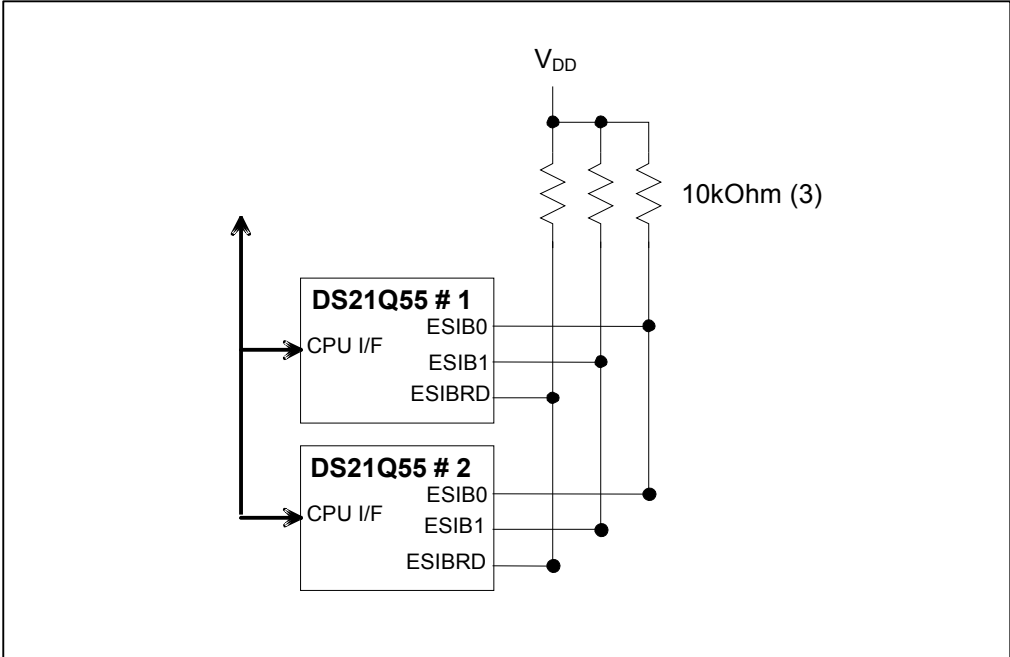 VDD
10kOhm (3)
DS21Q55 # 1
ESIB0
CPU I/F
ESIB1
ESIBRD
DS21Q55 # 2
ESIB0
CPU I/F
ESIB1
ESIBRD